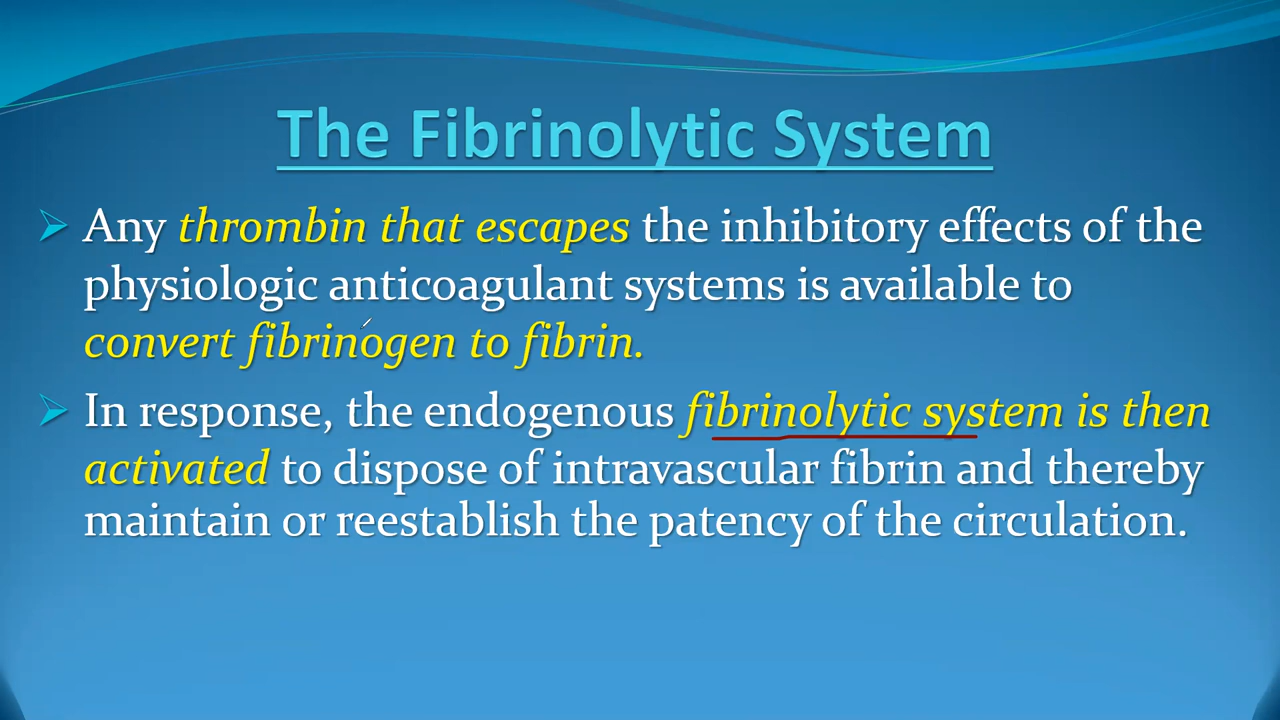 The Fibrinolytic System
Any thrombin that escapes the inhibitory effects of the
physiologic anticoagulant systems is available to
convert fibrinogen to fibrin.
In response, the endogenous fibrinolytic system is then
activated to dispose of intravascular fibrin and thereby
maintain or reestablish the patency of the circulation.